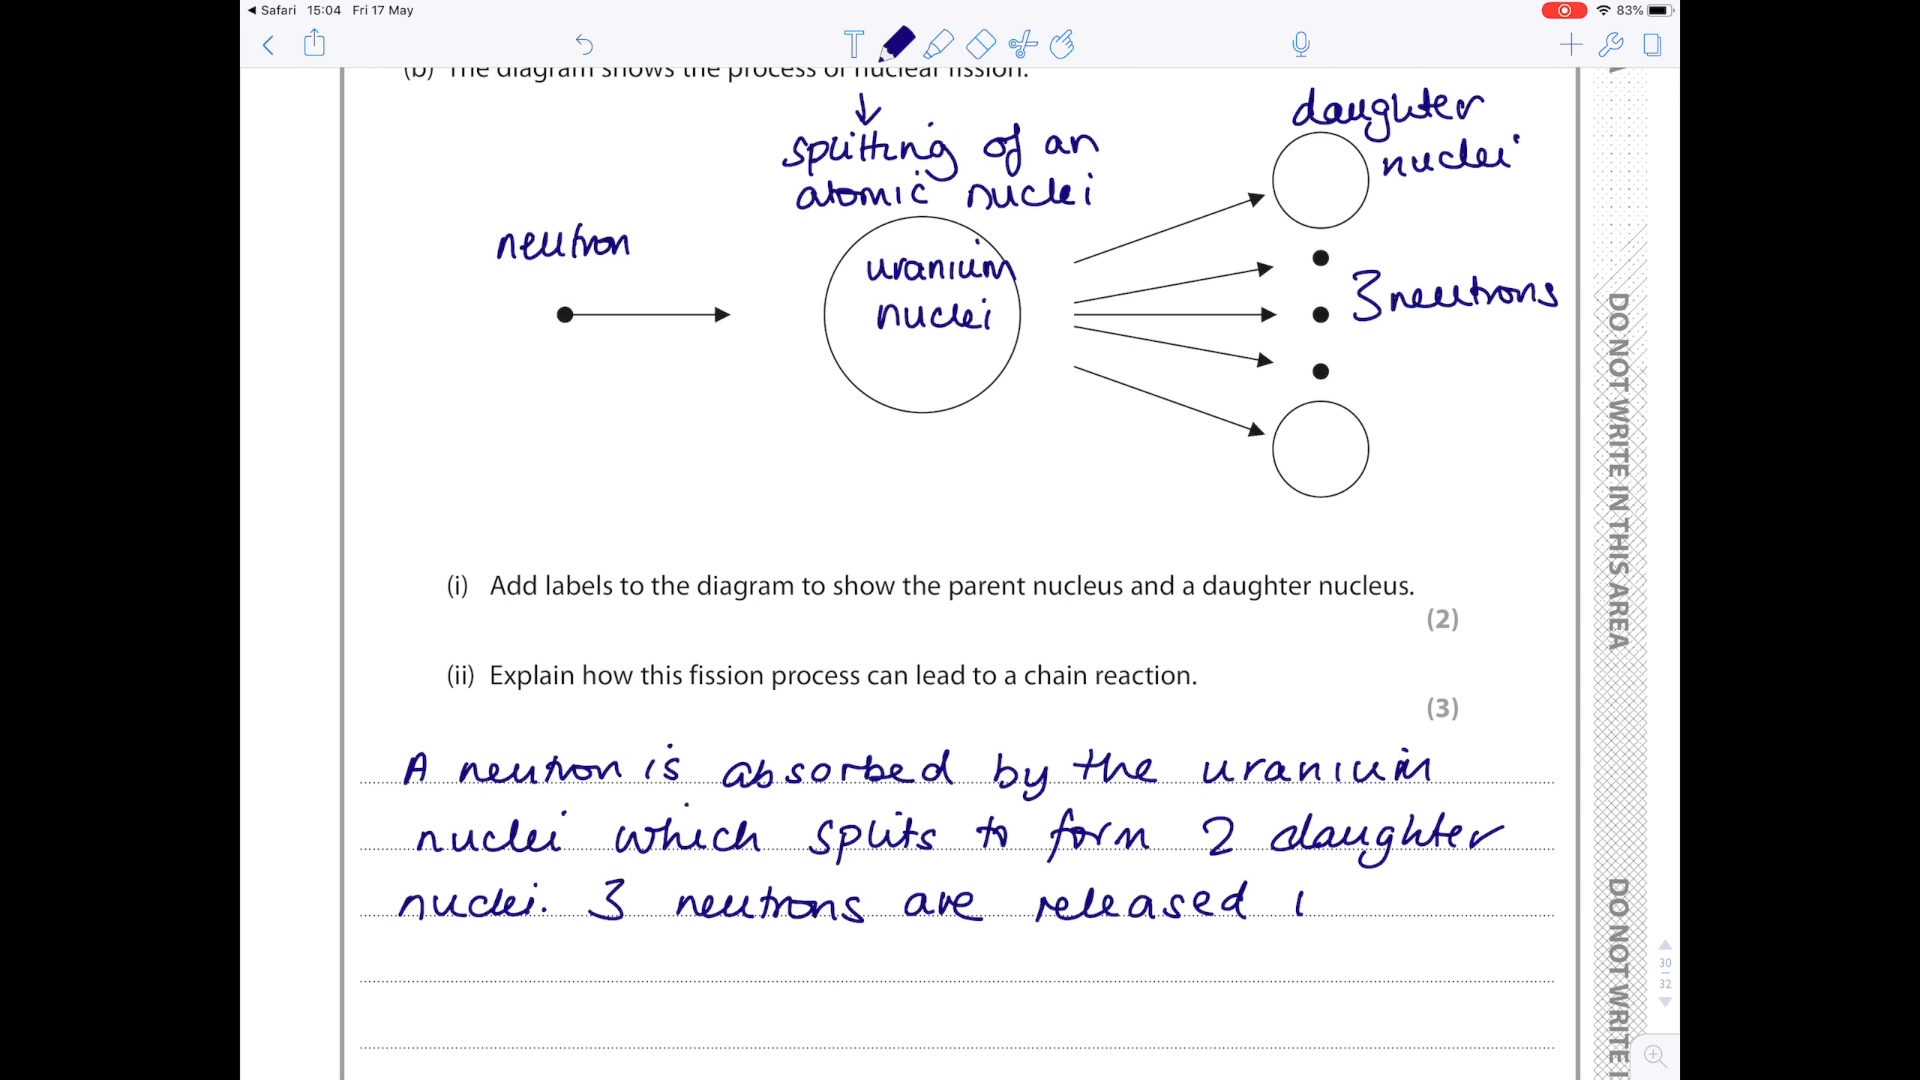 Safari 15:04 Fri 17 May
83%
(b) The diagram shows the process of nuclear fission.
daughter
nuclei
splitting of an
atomic nuclei
neutron
uranium
nuclei
3 neutrons
(i) Add labels to the diagram to show the parent nucleus and a daughter nucleus.
(2)
(ii) Explain how this fission process can lead to a chain reaction.
(3)
A neutron is absorbed by the uranium
nuclei which splits to form 2 daughter
nuclei. 3 neutrons are released
DO NOT WRITE IN THIS AREA
DO NOT WRITE I
30
32